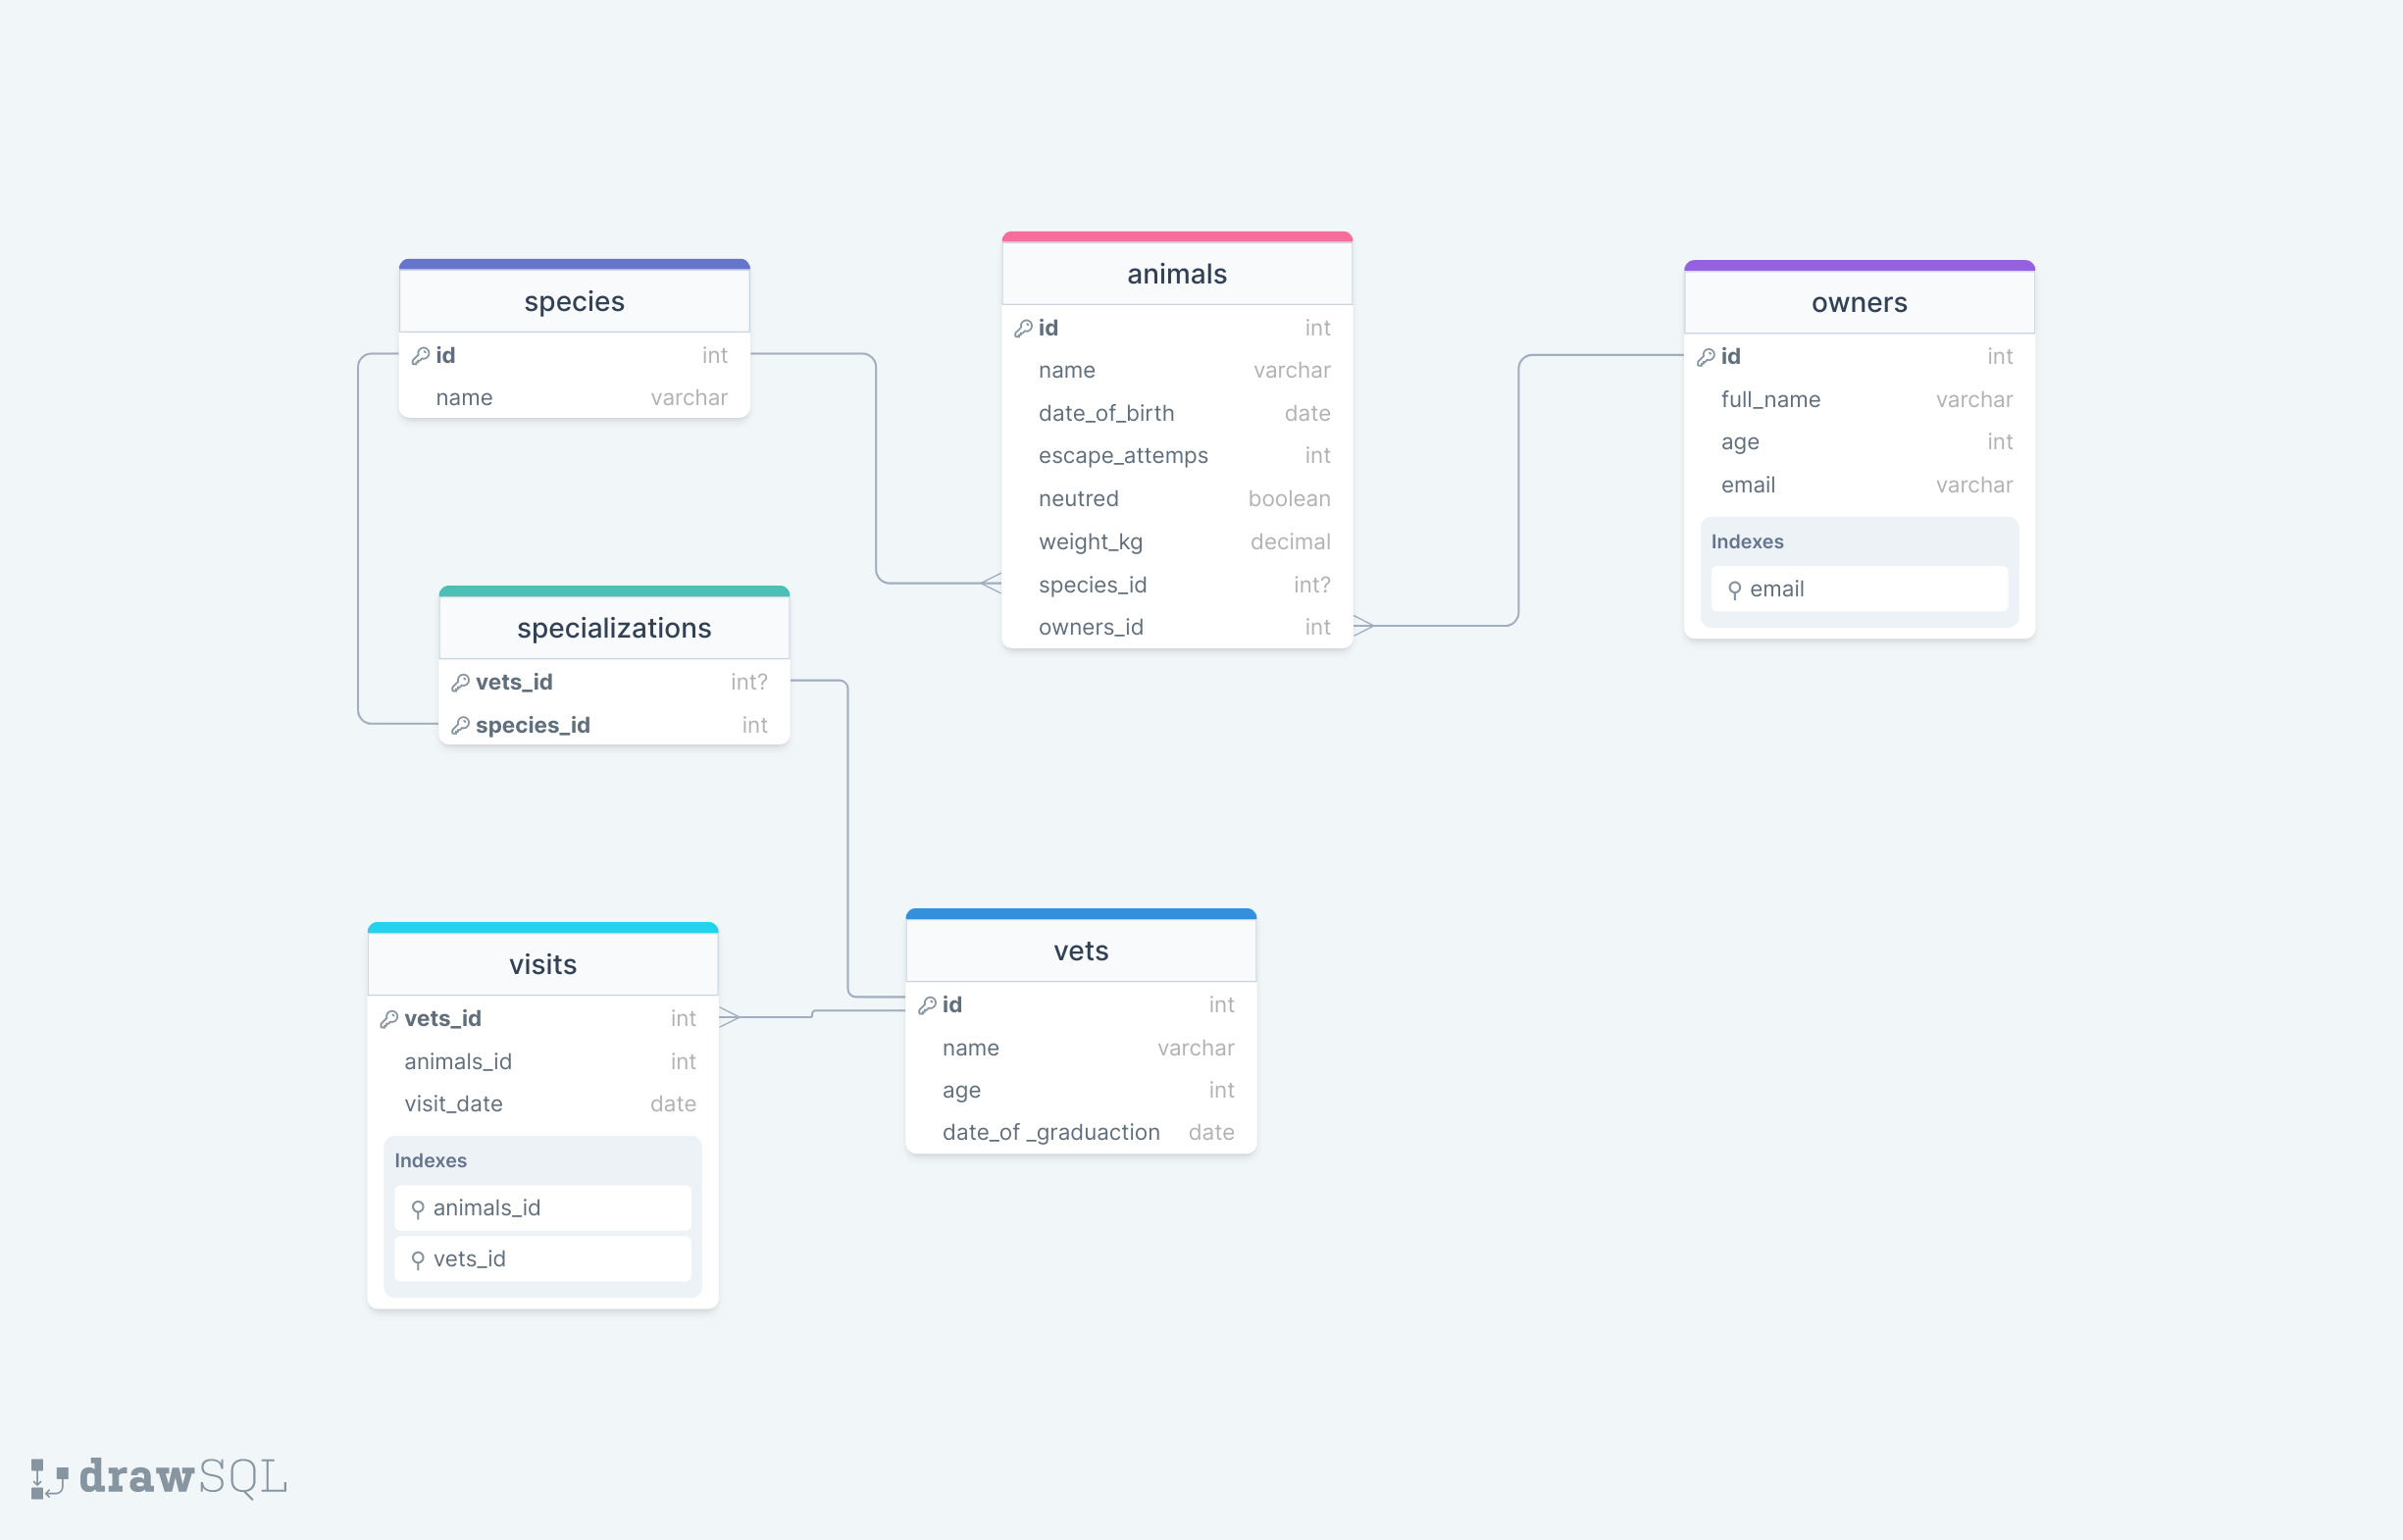 species
id int
name varchar
animals
id int
name varchar
date_of_birth date
escape_attemps int
neutred boolean
weight_kg decimal
species_id int?
owners_id int
owners
id int
full_name varchar
age int
email varchar
Indexes
email
specializations
vets_id int?
species_id int
visits
vets_id int
animals_id int
visit_date date
Indexes
animals_id
vets_id
vets
id int
name varchar
age int
date_of _graduaction date
drawSQL